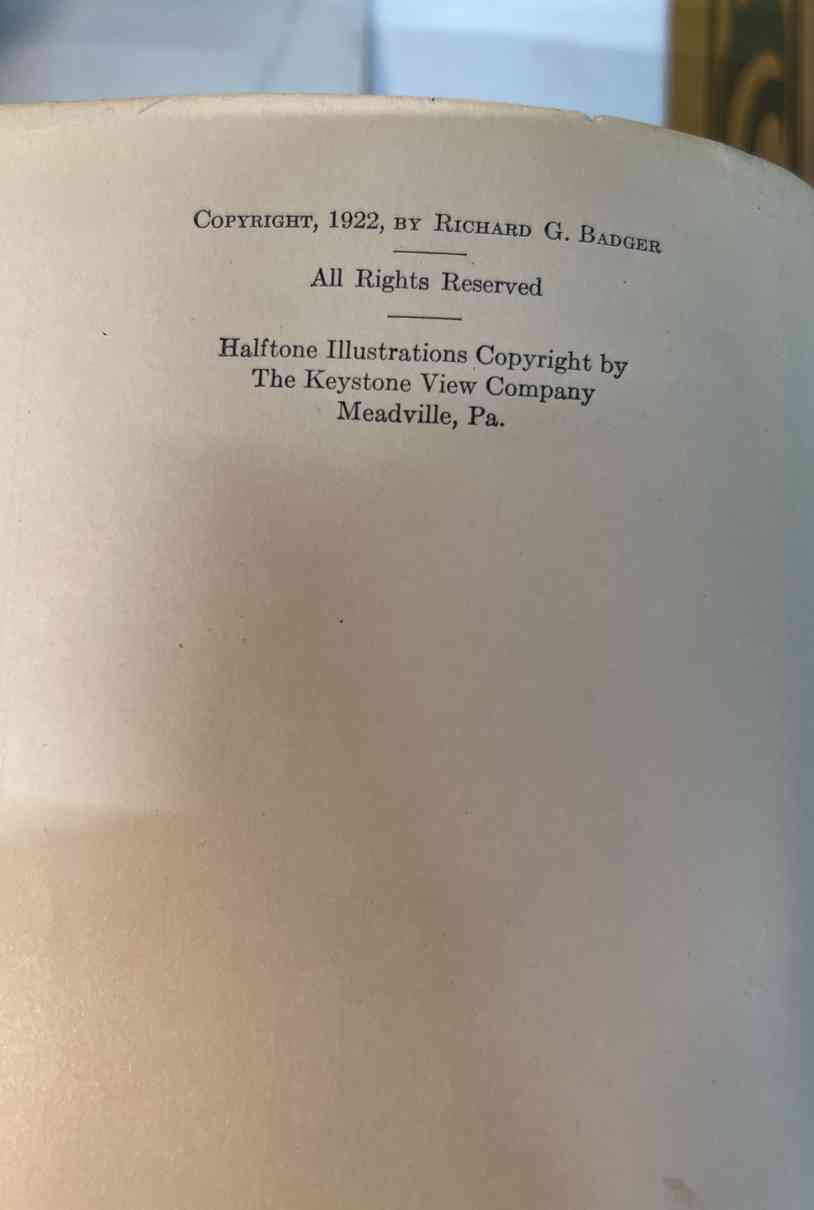 Copyright, 1922, by Richard G. Badger
All Rights Reserved
Halftone Illustrations Copyright by
The Keystone View Company
Meadville, Pa.